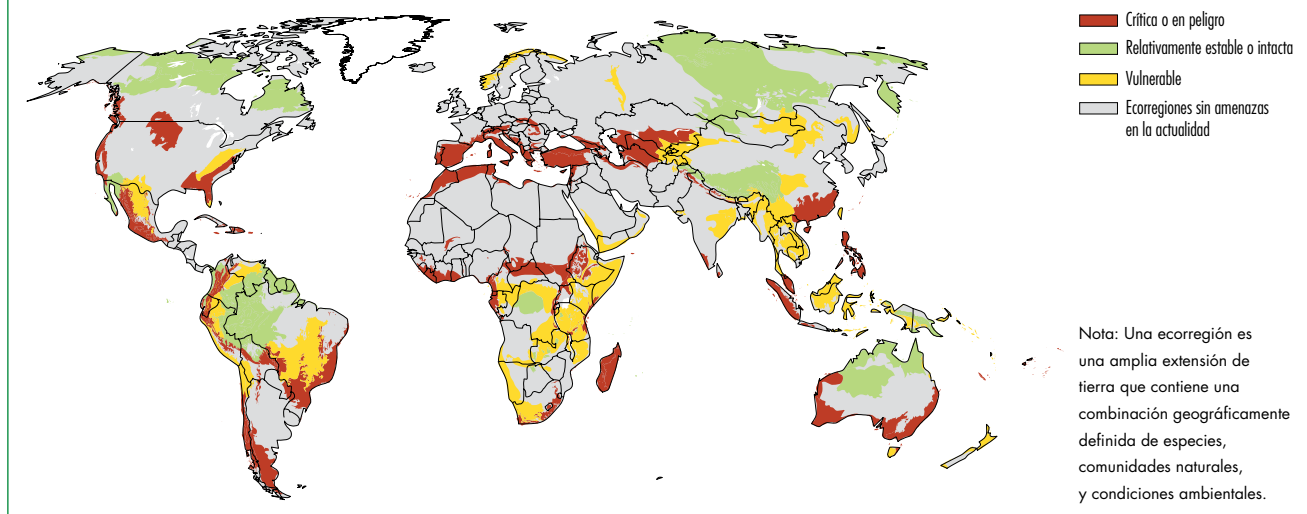 Crítica o en peligro
Relativamente estable o intacta
Vulnerable
Ecorregiones sin amenazas
en la actualidad
Nota: Una ecorregión es
una amplia extensión de
tierra que contiene una
combinación geográficamente
definida de especies,
comunidades naturales,
y condiciones ambientales.